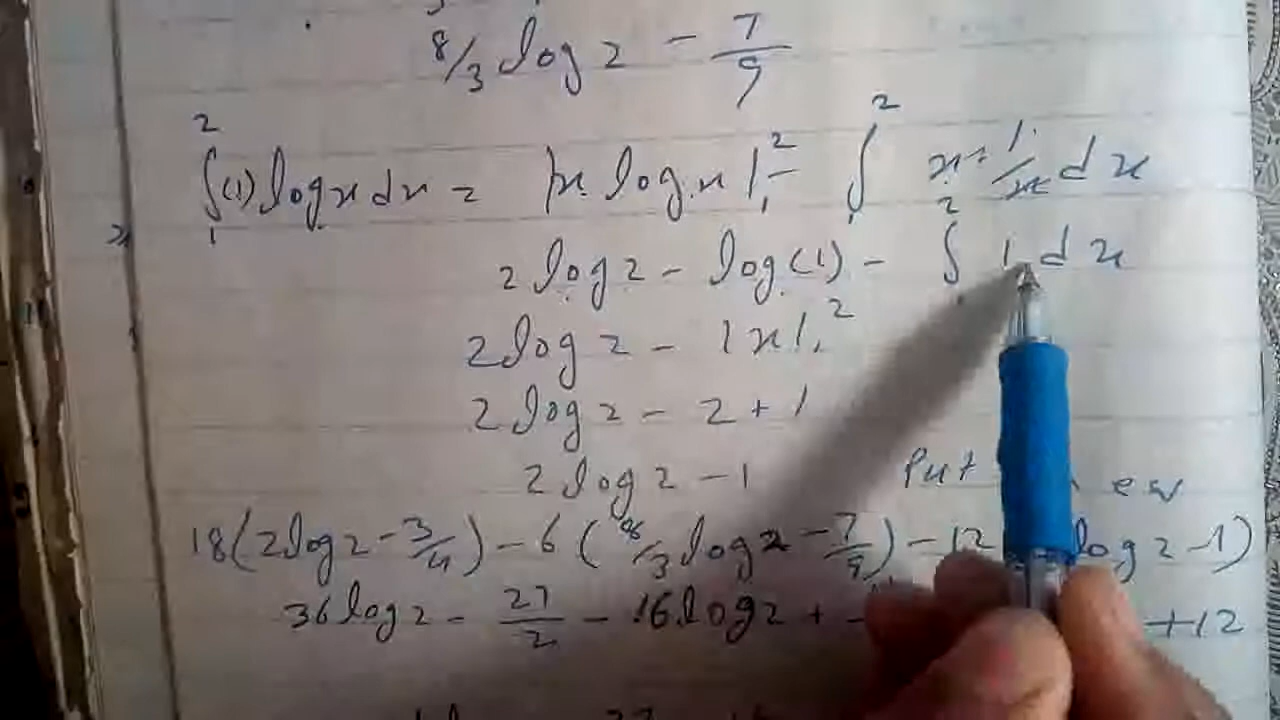 8/3 log 2 - 7/9
∫₁² (1) log x dx = |x log x|₁² - ∫₁² x · 1/x dx
2 log 2 - log(1) - ∫₁² 1 dx
2 log 2 - |x|₁²
2 log 2 - 2 + 1
2 log 2 - 1
Put
18(2 log 2 - 3/4) - 6(8/3 log 2 - 7/9) - 12 log 2 - 1)
36 log 2 - 27/2 - 16 log 2 + +12